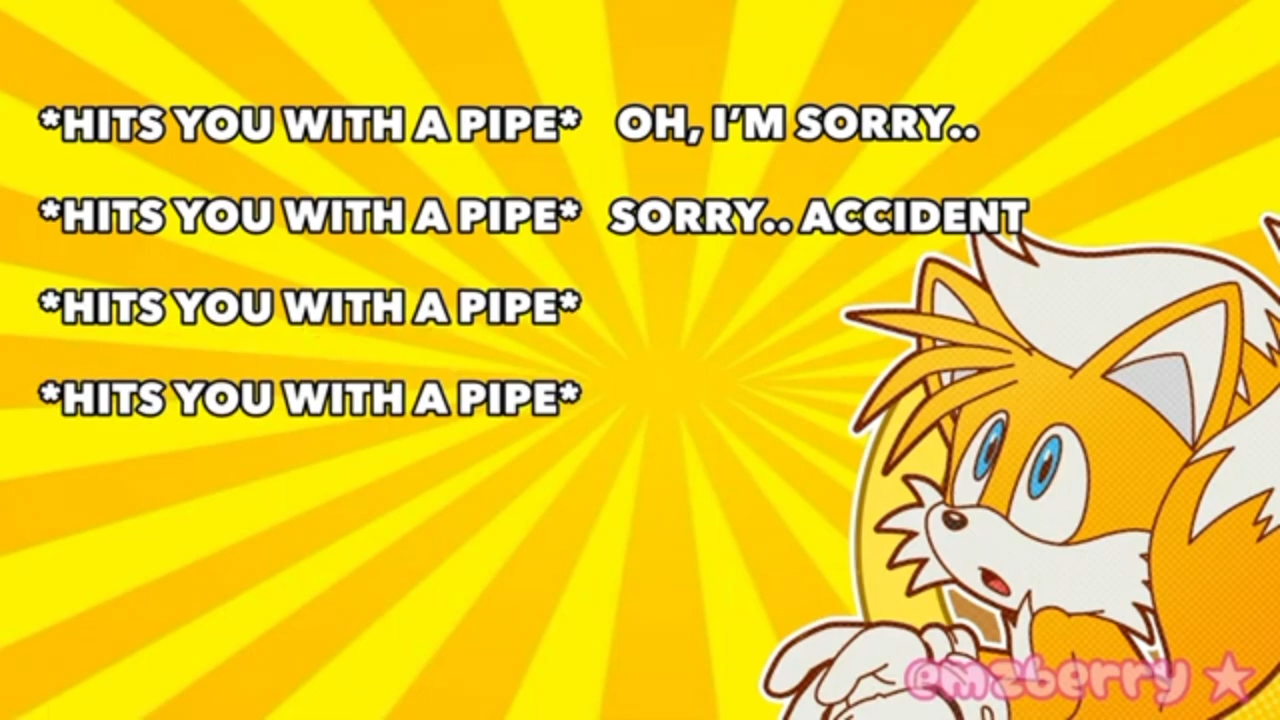 *HITS YOU WITH A PIPE* OH, I'M SORRY..
*HITS YOU WITH A PIPE* SORRY.. ACCIDENT
*HITS YOU WITH A PIPE*
*HITS YOU WITH A PIPE*
emzberry ★